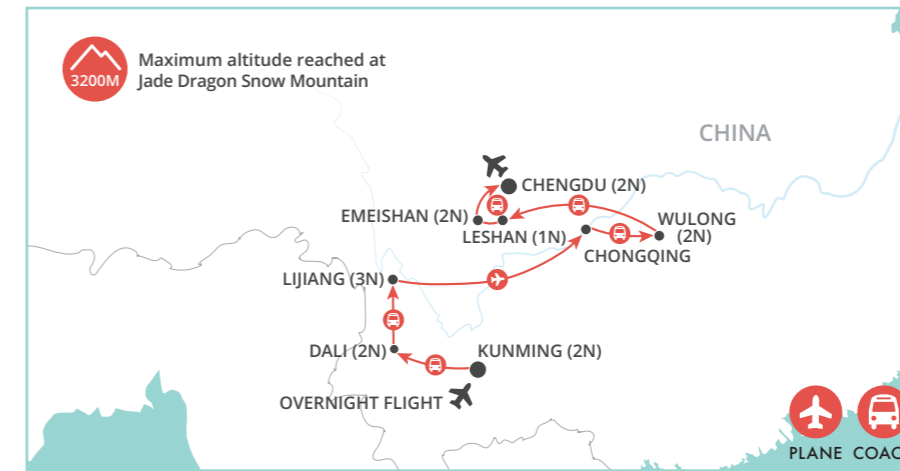 3200M
Maximum altitude reached at
Jade Dragon Snow Mountain
CHINA
CHENGDU (2N)
EMEISHAN (2N)
LESHAN (1N)
WULONG
(2N)
CHONGQING
LIJIANG (3N)
DALI (2N)
KUNMING (2N)
OVERNIGHT FLIGHT
PLANE COAC